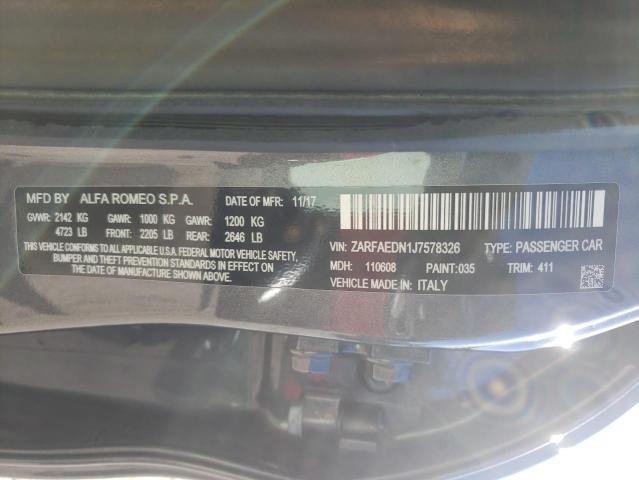 MFD BY ALFA ROMEO S.P.A. DATE OF MFR: 11/17
GVWR: 2142 KG GAWR: 1000 KG GAWR: 1200 KG
4723 LB FRONT: 2205 LB REAR: 2646 LB
THIS VEHICLE CONFORMS TO ALL APPLICABLE U.S.A. FEDERAL MOTOR VEHICLE SAFETY,
BUMPER AND THEFT PREVENTION STANDARDS IN EFFECT ON
THE DATE OF MANUFACTURE SHOWN ABOVE.
VIN: ZARFAEDN1J7578326 TYPE: PASSENGER CAR
MDH: 110608 PAINT: 035 TRIM: 411
VEHICLE MADE IN: ITALY